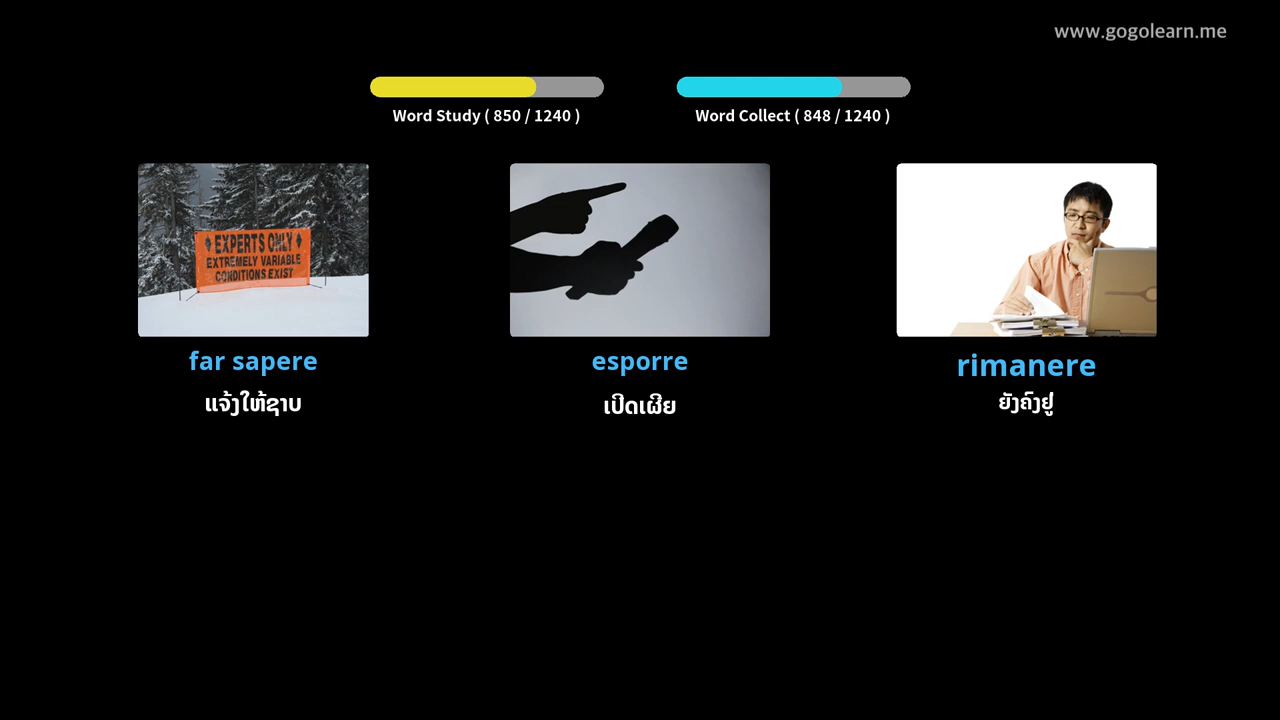 www.gogolearn.me
Word Study ( 850 / 1240 )
Word Collect ( 848 / 1240 )
EXPERTS ONLY
EXTREMELY VARIABLE
CONDITIONS EXIST
far sapere
esporre
rimanere
ແຈ້ງໃຫ້ຊາບ
ເປີດເຜີຍ
ຍັງຄົງຢູ່